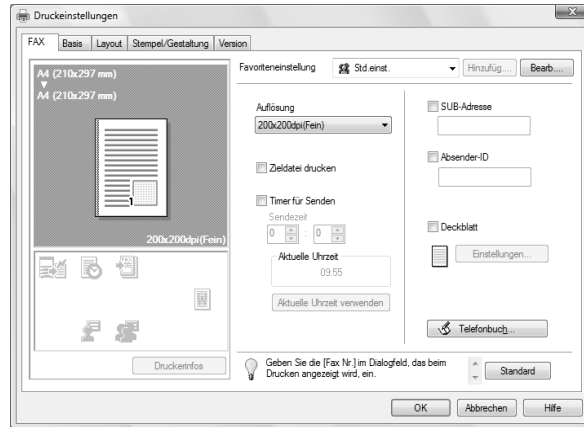 Druckeinstellungen
FAX Basis Layout Stempel/Gestaltung Version
A4 (210x297 mm)
A4 (210x297 mm)
1
200x200dpi(Fein)
Druckerinfos
Favoriteneinstellung Std.einst. Hinzufüg.... Bearb....
Auflösung
200x200dpi(Fein)
Zieldatei drucken
Timer für Senden
Sendezeit
0 : 0
Aktuelle Uhrzeit
09:55
Aktuelle Uhrzeit verwenden
SUB-Adresse
Absender-ID
Deckblatt
Einstellungen...
Telefonbuch...
Geben Sie die [Fax Nr.] im Dialogfeld, das beim
Drucken angezeigt wird, ein.
Standard
OK Abbrechen Hilfe